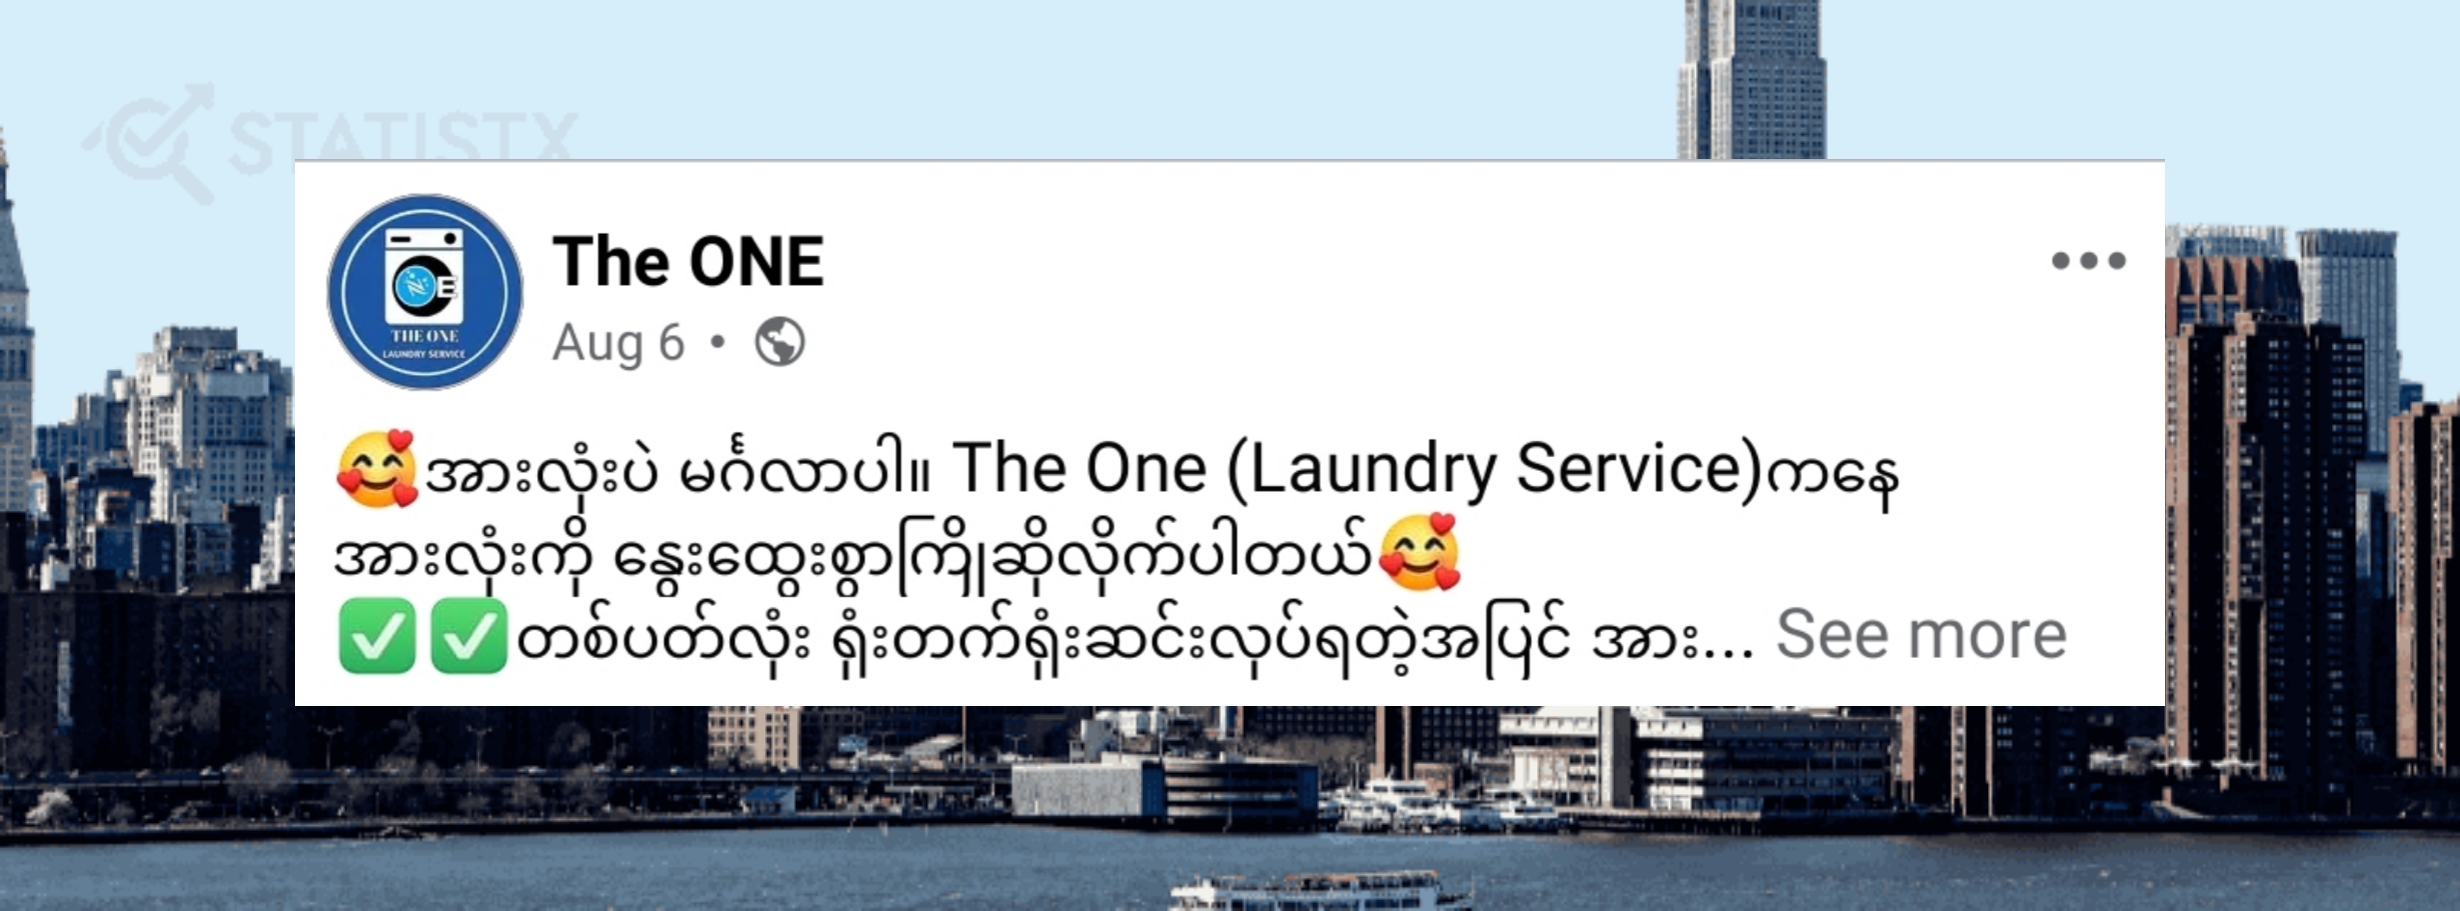 STATISTX
THE ONE
LAUNDRY SERVICE
The ONE
Aug 6 •
🥰အားလုံးပဲ မင်္ဂလာပါ။ The One (Laundry Service)ကနေ
အားလုံးကို နွေးထွေးစွာကြိုဆိုလိုက်ပါတယ်🥰
✅✅တစ်ပတ်လုံး ရုံးတက်ရုံးဆင်းလုပ်ရတဲ့အပြင် အား... See more